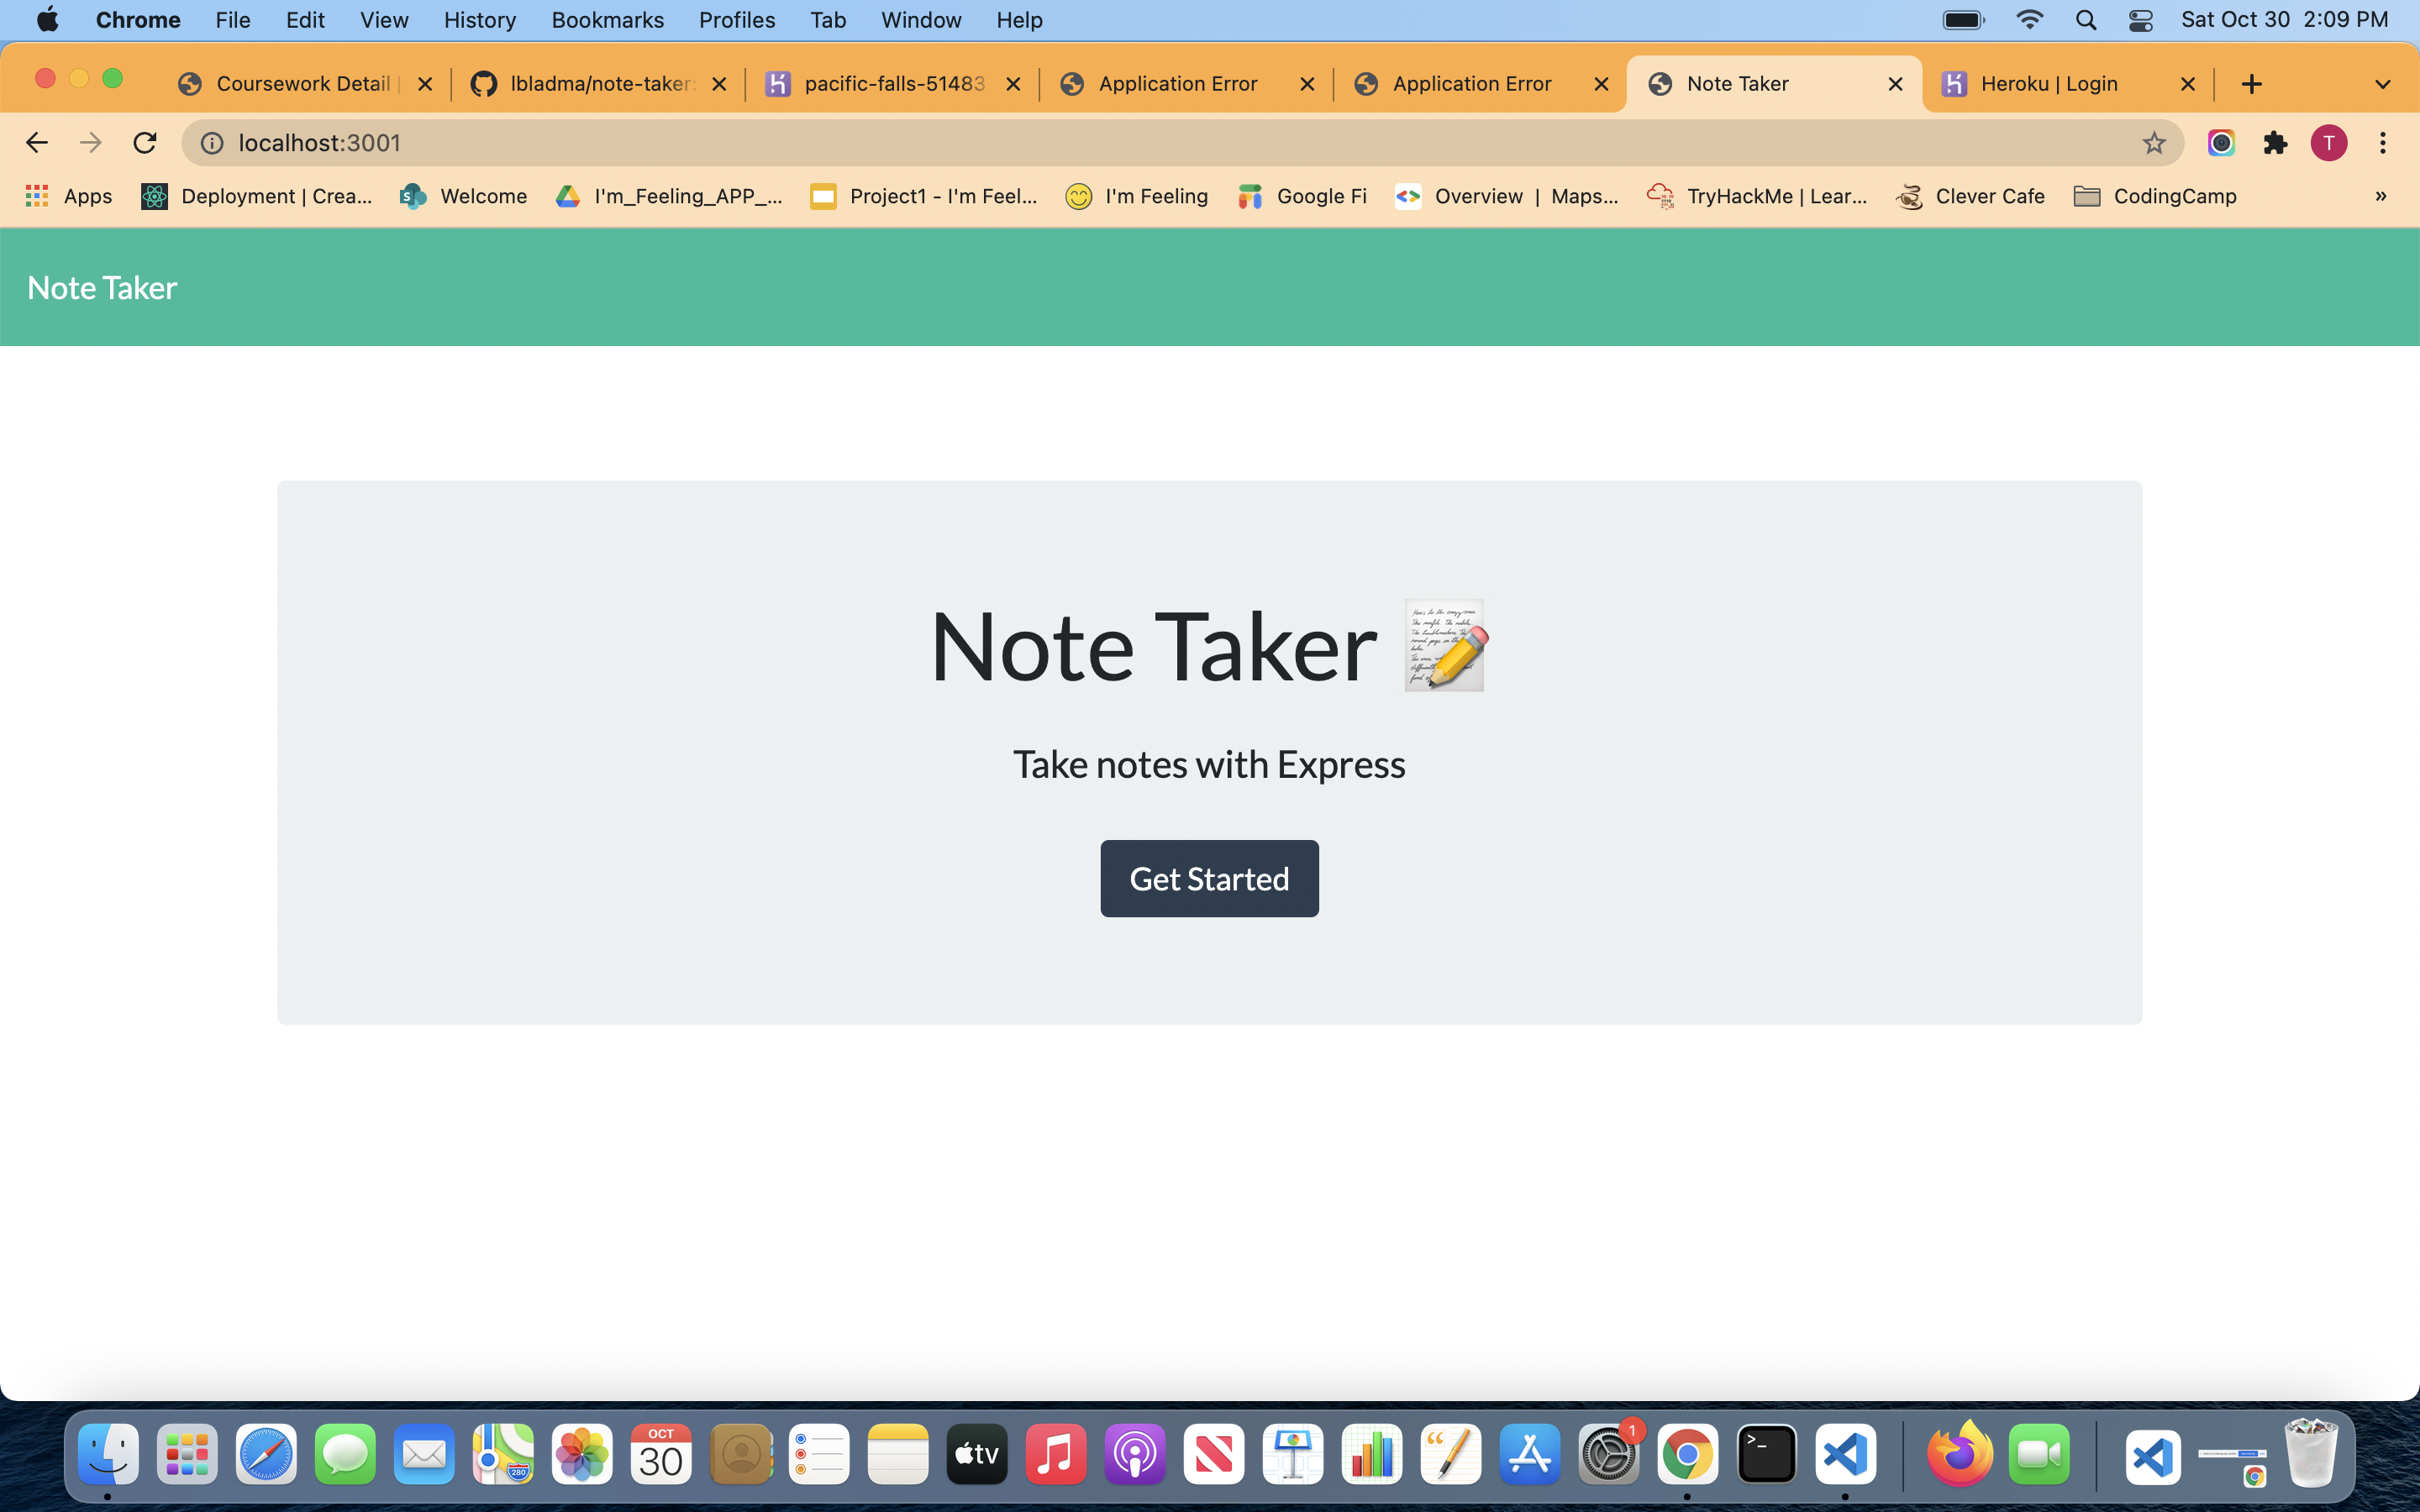 Chrome File Edit View History Bookmarks Profiles Tab Window Help Sat Oct 30 2:09 PM
Coursework Detail lbladma/note-taker: pacific-falls-51483 Application Error Application Error Note Taker Heroku | Login
localhost:3001 T
Apps Deployment | Crea... Welcome I'm_Feeling_APP_... Project1 - I'm Feel... I'm Feeling Google Fi Overview | Maps... TryHackMe | Lear... Clever Cafe CodingCamp »
Note Taker
Note Taker
Take notes with Express
Get Started
OCT
30
280
tv
1